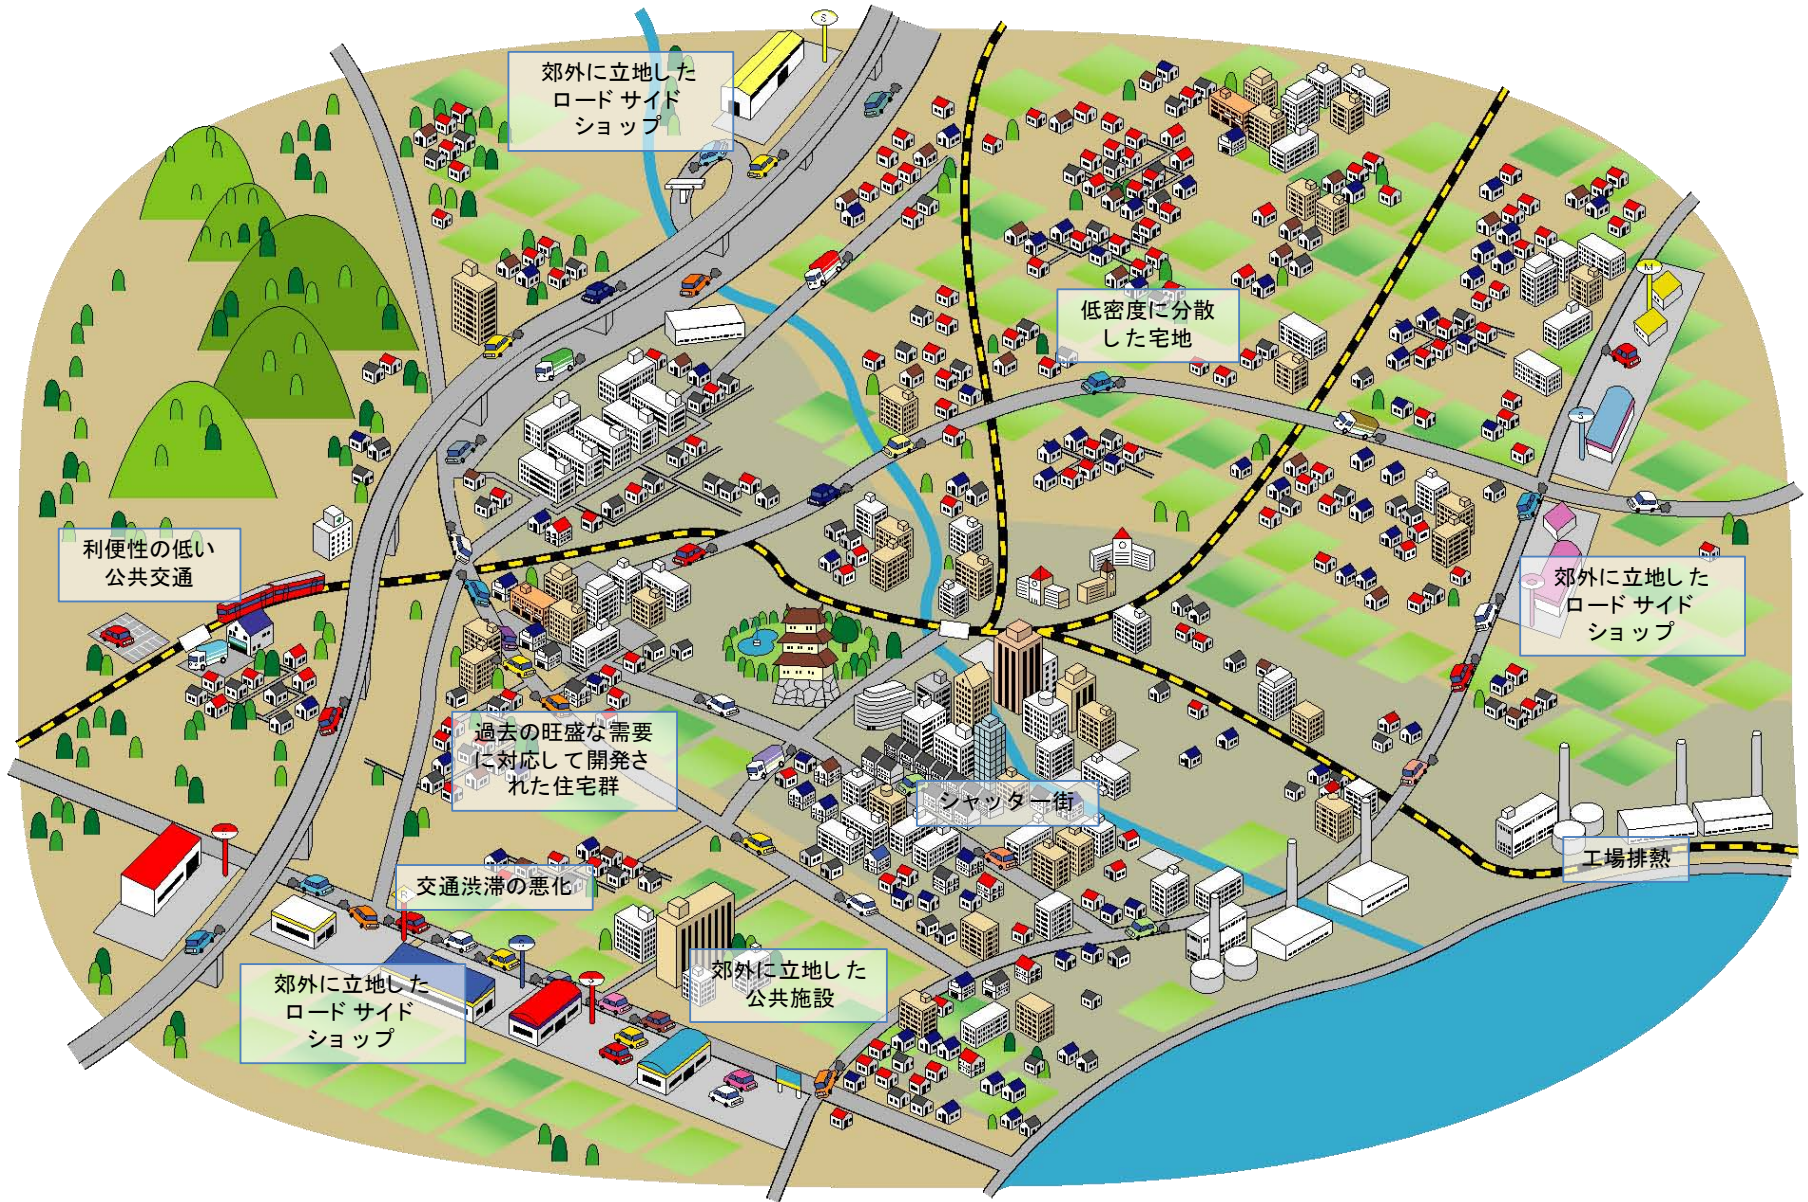 郊外に立地した
ロードサイド
ショップ
低密度に分散
した宅地
利便性の低い
公共交通
郊外に立地した
ロードサイド
ショップ
過去の旺盛な需要
に対応して開発さ
れた住宅群
シャッター街
工場排熱
交通渋滞の悪化
郊外に立地した
公共施設
郊外に立地した
ロードサイド
ショップ